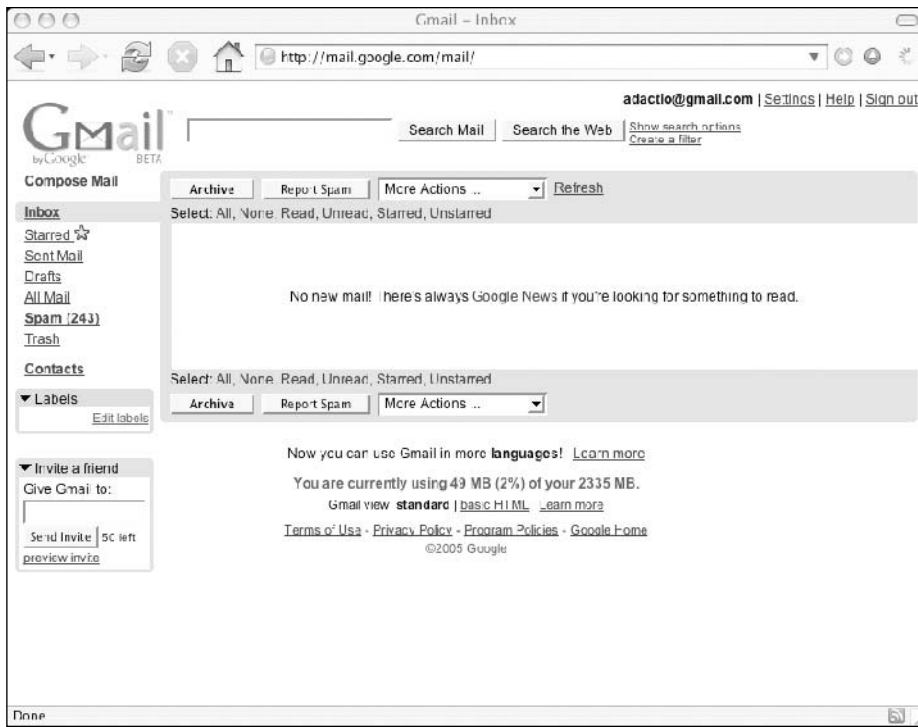 Gmail – Inbox
http://mail.google.com/mail/
adactio@gmail.com | Settings | Help | Sign out
GMail
by Google BETA
Search Mail Search the Web
Show search options
Create a filter
Compose Mail
Archive Report Spam More Actions ... Refresh
Select: All, None, Read, Unread, Starred, Unstarred
Inbox
Starred
Sent Mail
Drafts
All Mail
Spam (243)
Trash
Contacts
No new mail! There's always Google News if you're looking for something to read.
Select: All, None, Read, Unread, Starred, Unstarred
Archive Report Spam More Actions ...
Labels
Edit labels
Invite a friend
Give Gmail to:
Send Invite 50 left
preview invite
Now you can use Gmail in more languages! Learn more
You are currently using 49 MB (2%) of your 2335 MB.
Gmail view: standard | basic HTML Learn more
Terms of Use - Privacy Policy - Program Policies - Google Home
©2005 Google
Done